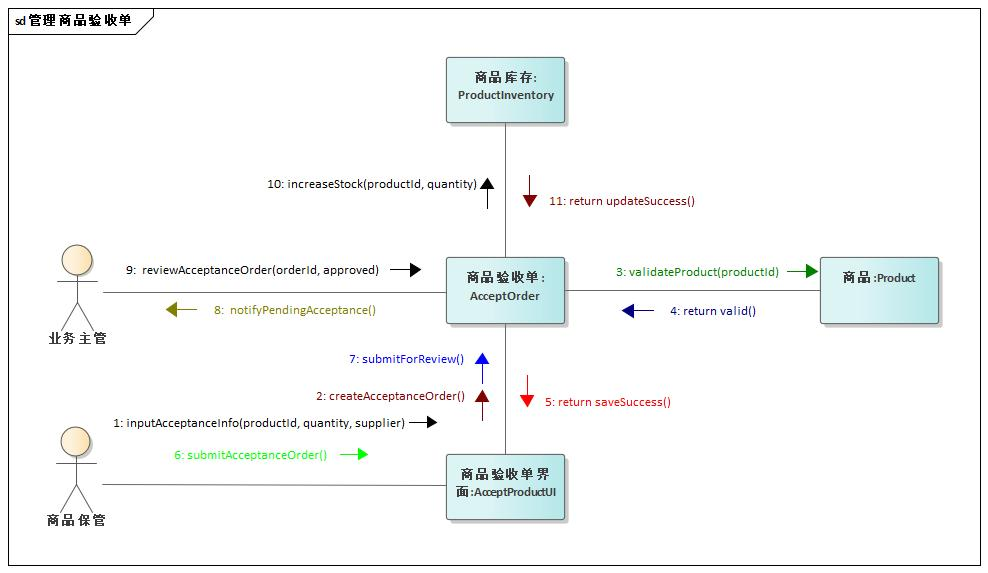 sd 管理商品验收单
商品库存:
ProductInventory
10: increaseStock(productId, quantity)
11: return updateSuccess()
9: reviewAcceptanceOrder(orderId, approved)
商品验收单:
AcceptOrder
3: validateProduct(productId)
商品:Product
8: notifyPendingAcceptance()
4: return valid()
业务主管
7: submitForReview()
2: createAcceptanceOrder()
5: return saveSuccess()
1: inputAcceptanceInfo(productId, quantity, supplier)
6: submitAcceptanceOrder()
商品验收单界
面:AcceptProductUI
商品保管